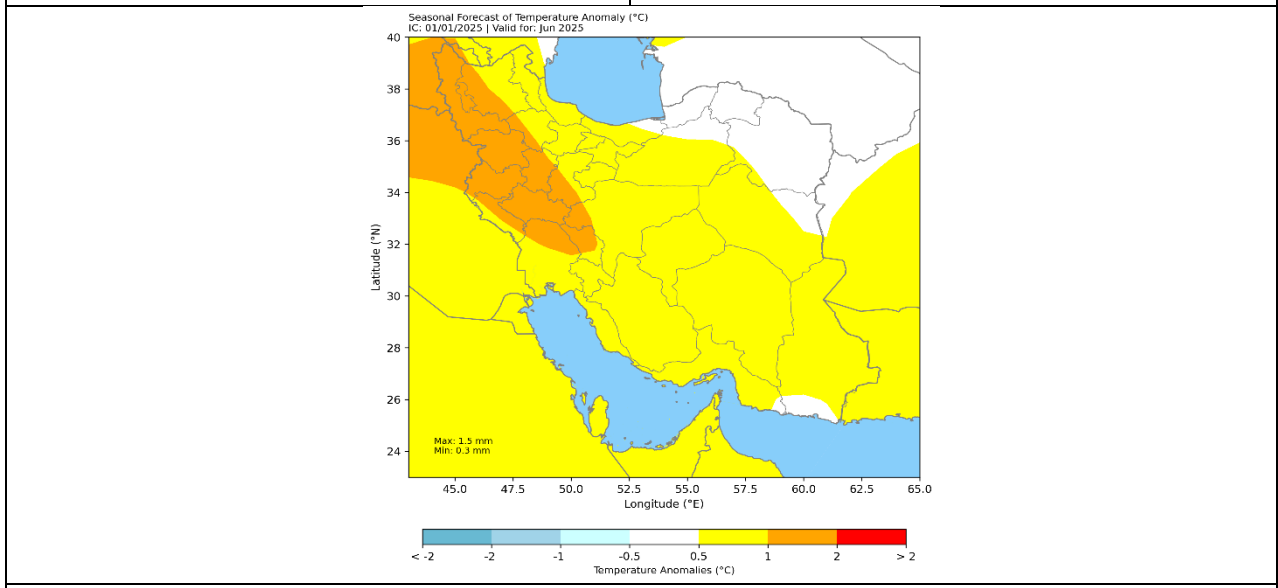 Seasonal Forecast of Temperature Anomaly (°C)
IC: 01/01/2025 | Valid for: Jun 2025
40
38
36
34
32
30
28
26
24
Latitude (°N)
Max: 1.5 mm
Min: 0.3 mm
45.0 47.5 50.0 52.5 55.0 57.5 60.0 62.5 65.0
Longitude (°E)
< -2 -2 -1 -0.5 0.5 1 2 > 2
Temperature Anomalies (°C)